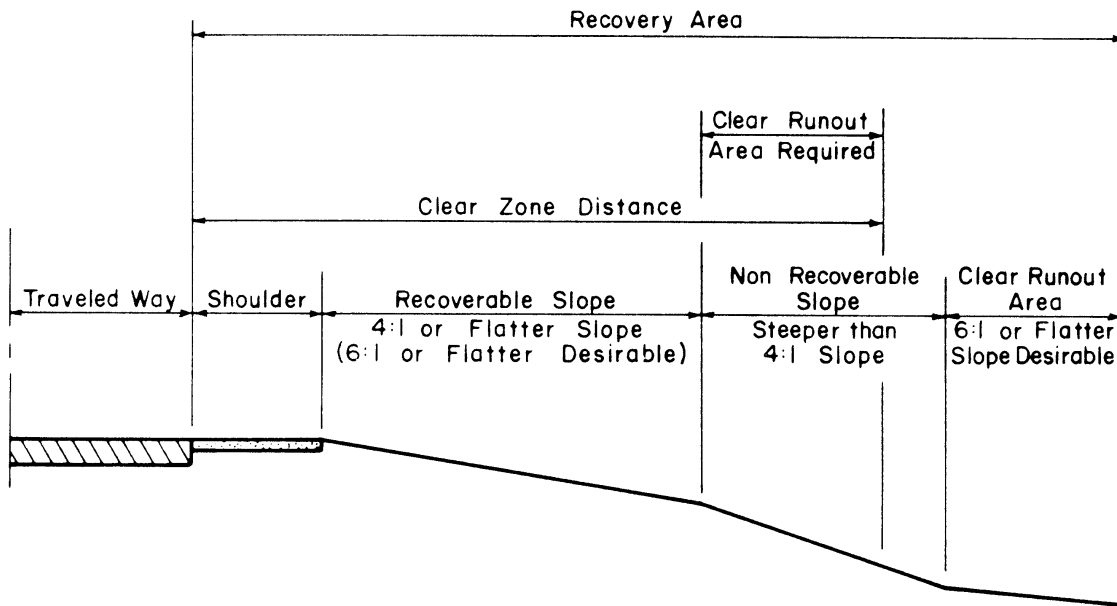 Recovery Area
Clear Runout
Area Required
Clear Zone Distance
Traveled Way
Shoulder
Recoverable Slope
4:1 or Flatter Slope
(6:1 or Flatter Desirable)
Non Recoverable
Slope
Steeper than
4:1 Slope
Clear Runout
Area
6:1 or Flatter
Slope Desirable